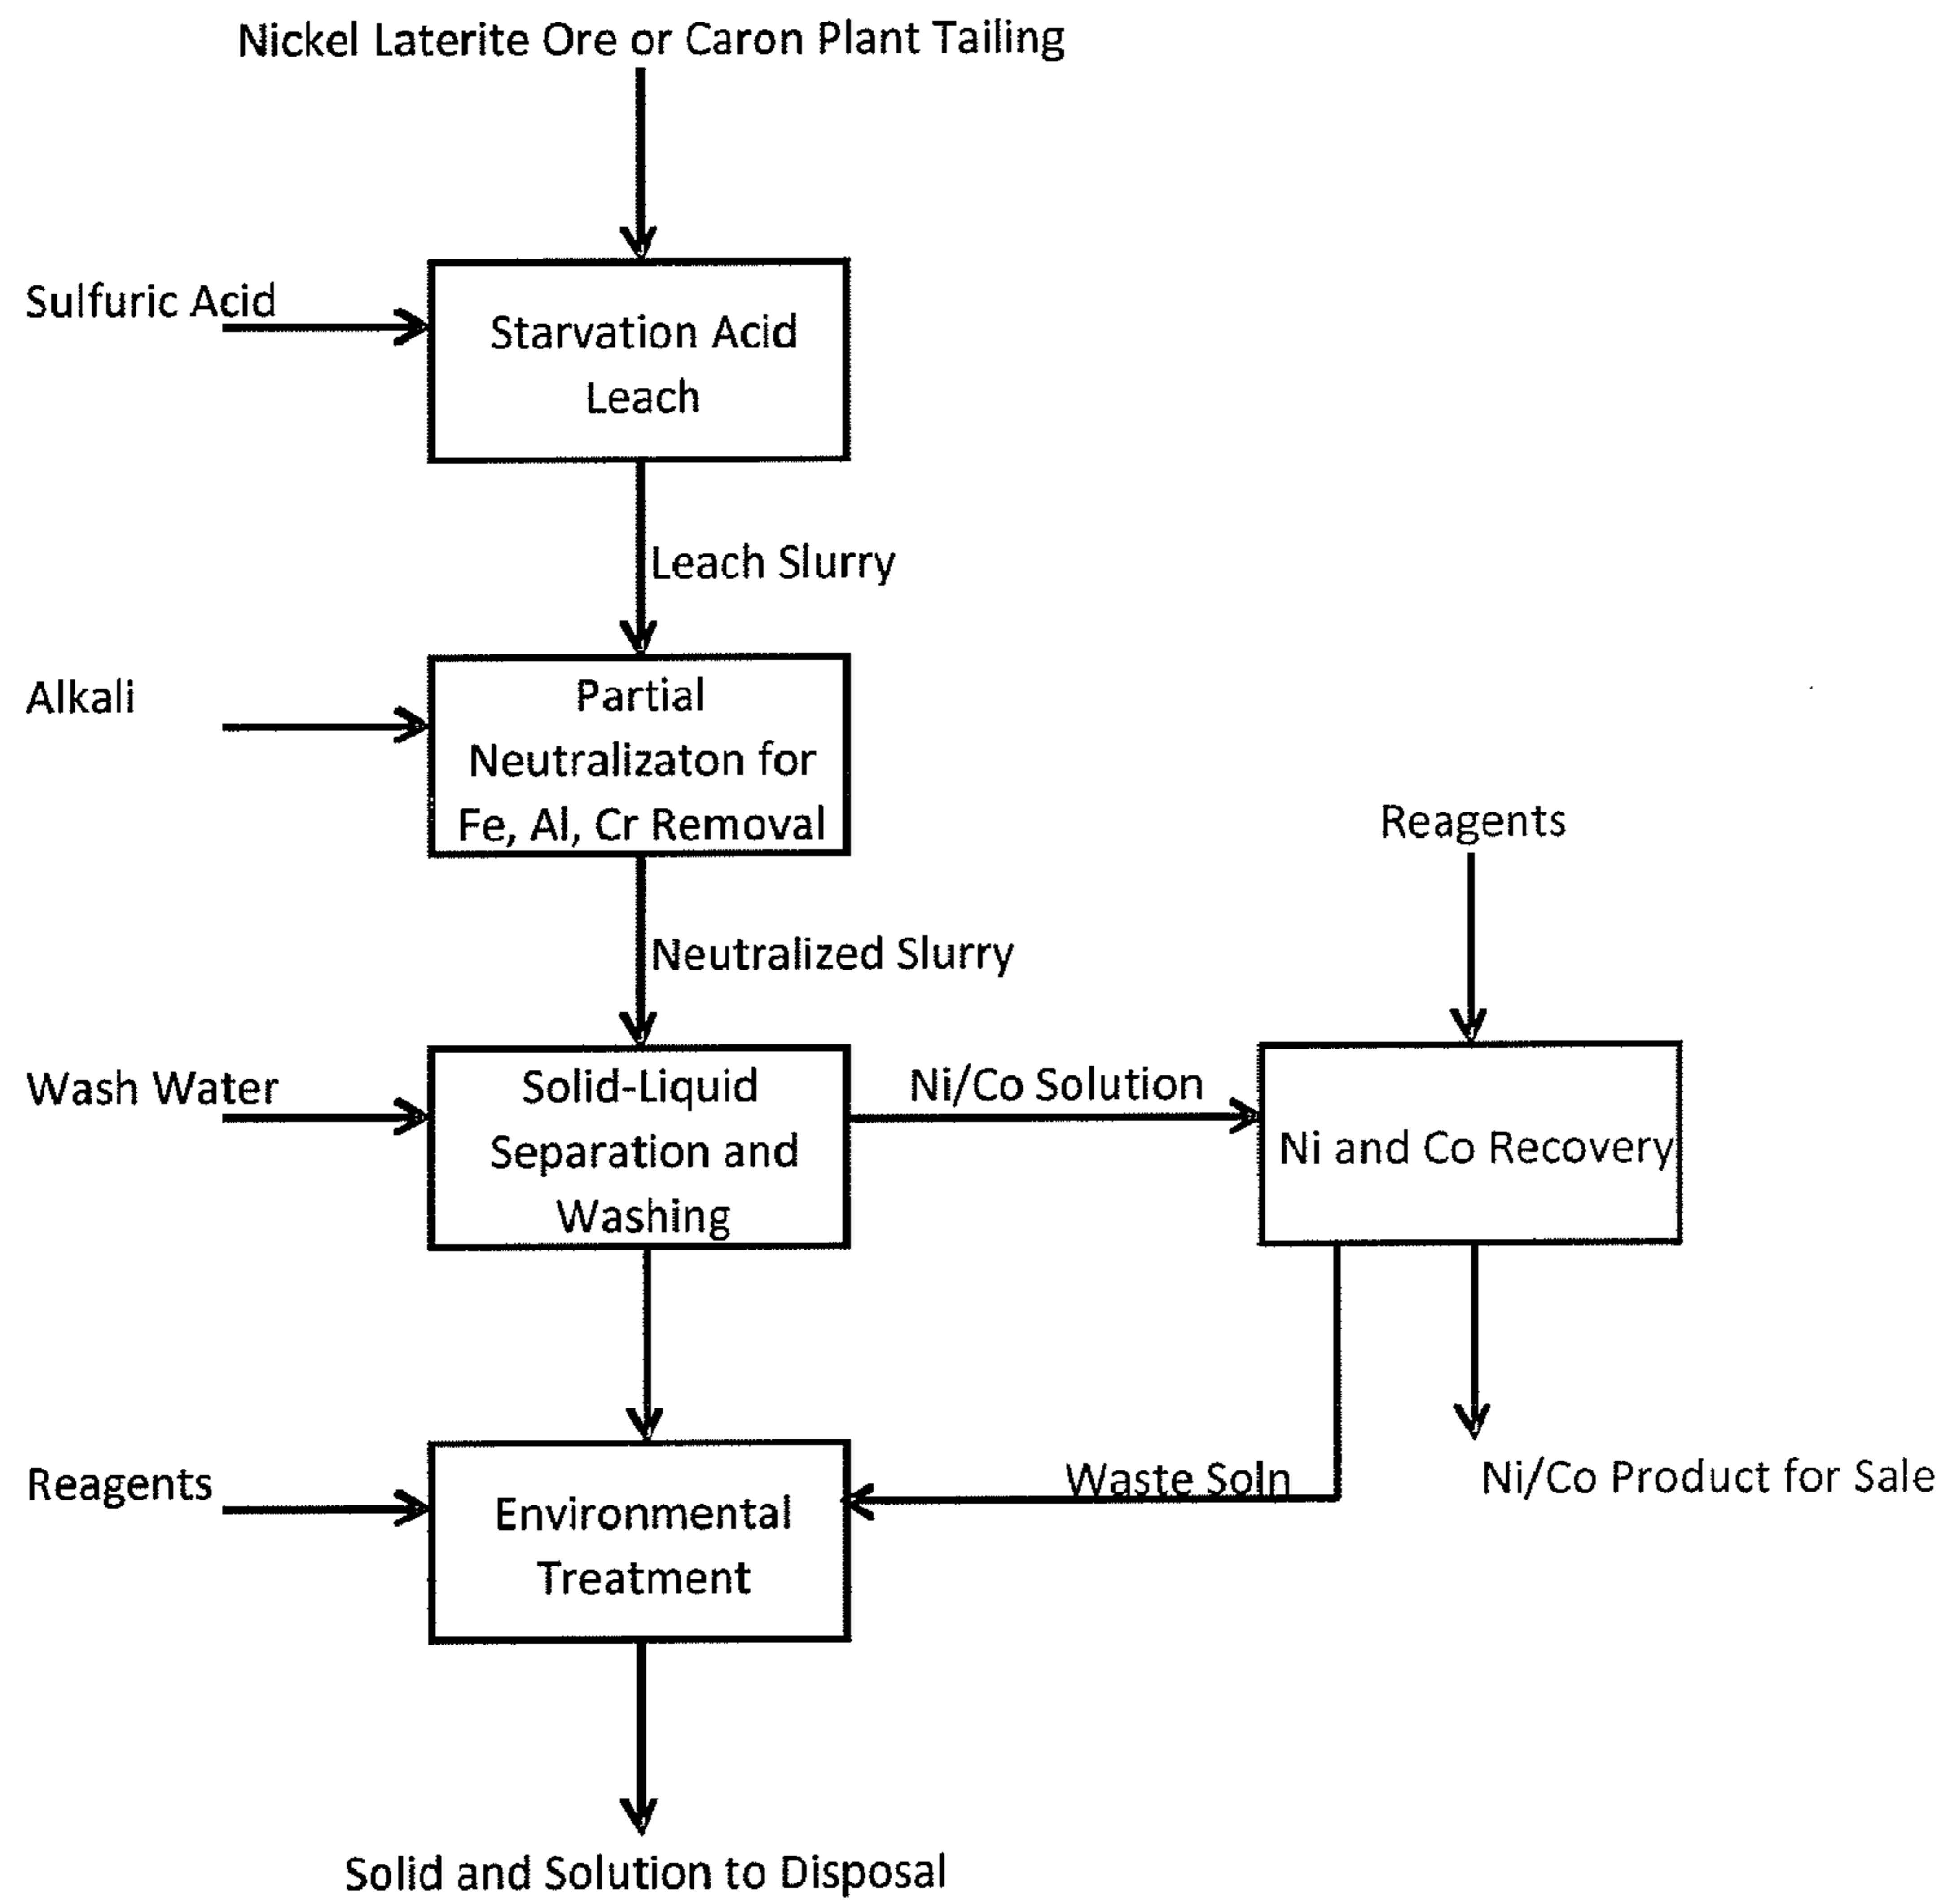 Nickel Laterite Ore or Caron Plant Tailing
Sulfuric Acid
Starvation Acid
Leach
Leach Slurry
Alkali
Partial
Neutralizaton for
Fe, Al, Cr Removal
Reagents
Neutralized Slurry
Wash Water
Solid-Liquid
Separation and
Washing
Ni/Co Solution
Ni and Co Recovery
Reagents
Environmental
Treatment
Waste Soln
Ni/Co Product for Sale
Solid and Solution to Disposal